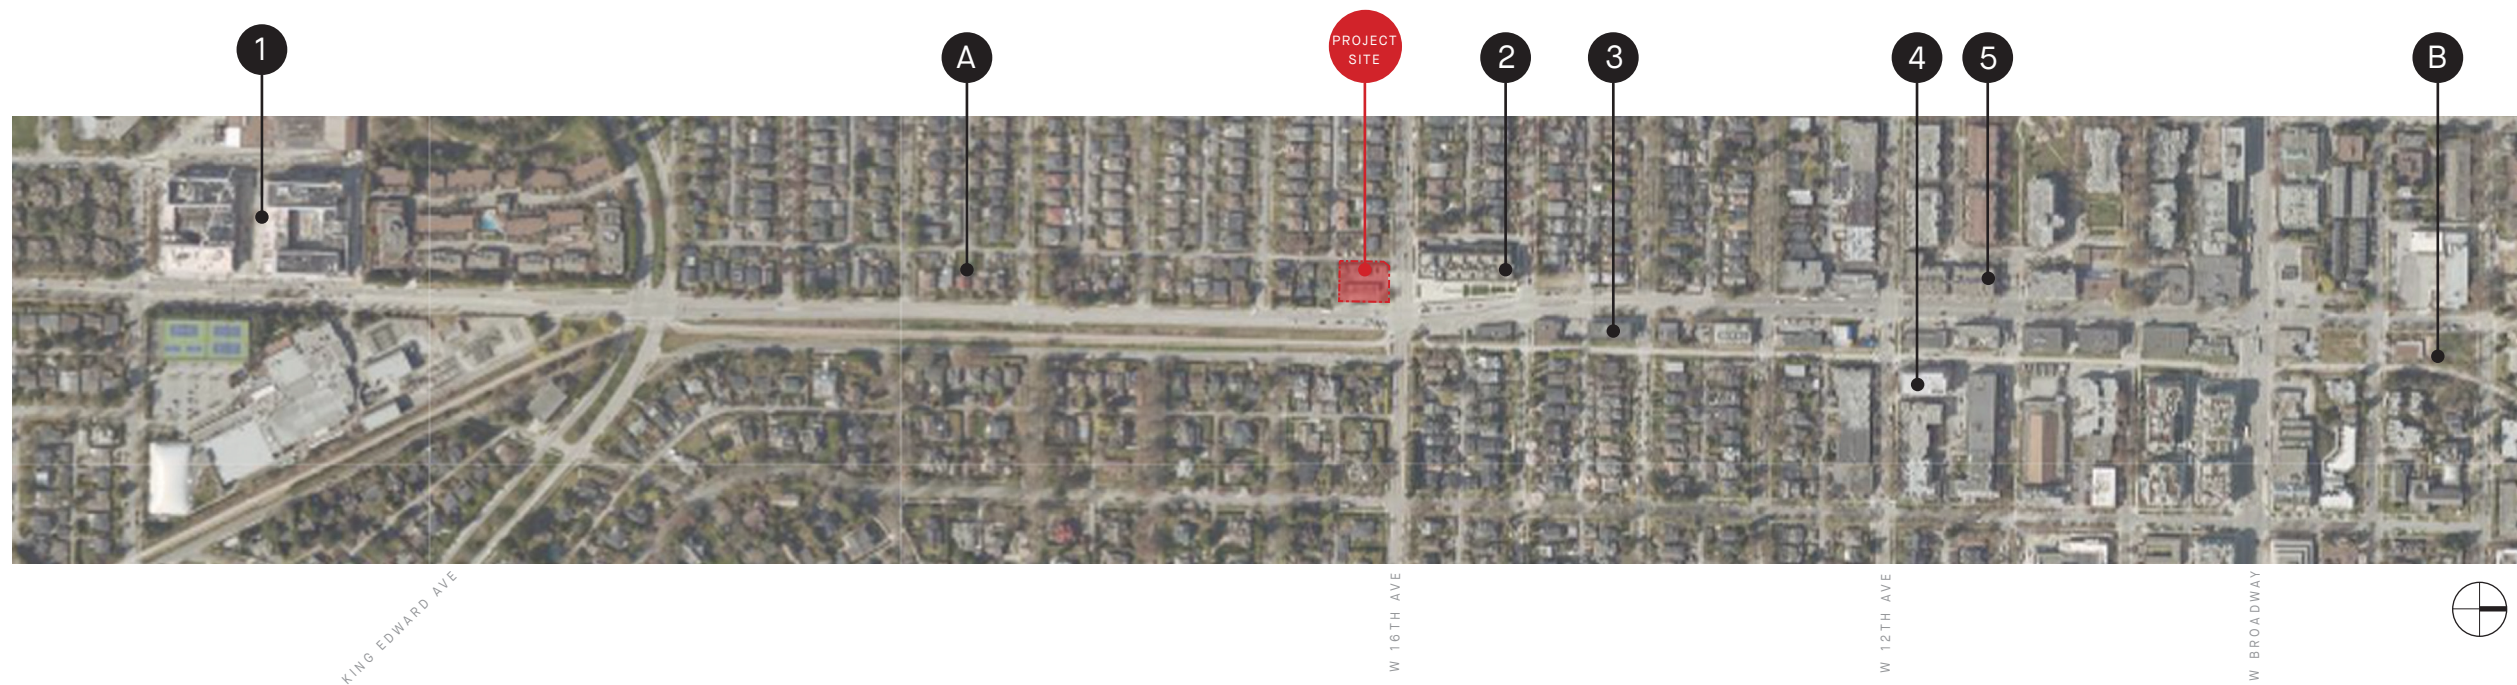 1
A
PROJECT
SITE
2
3
4
5
B
KING EDWARD AVE
W 16TH AVE
W 12TH AVE
W BROADWAY